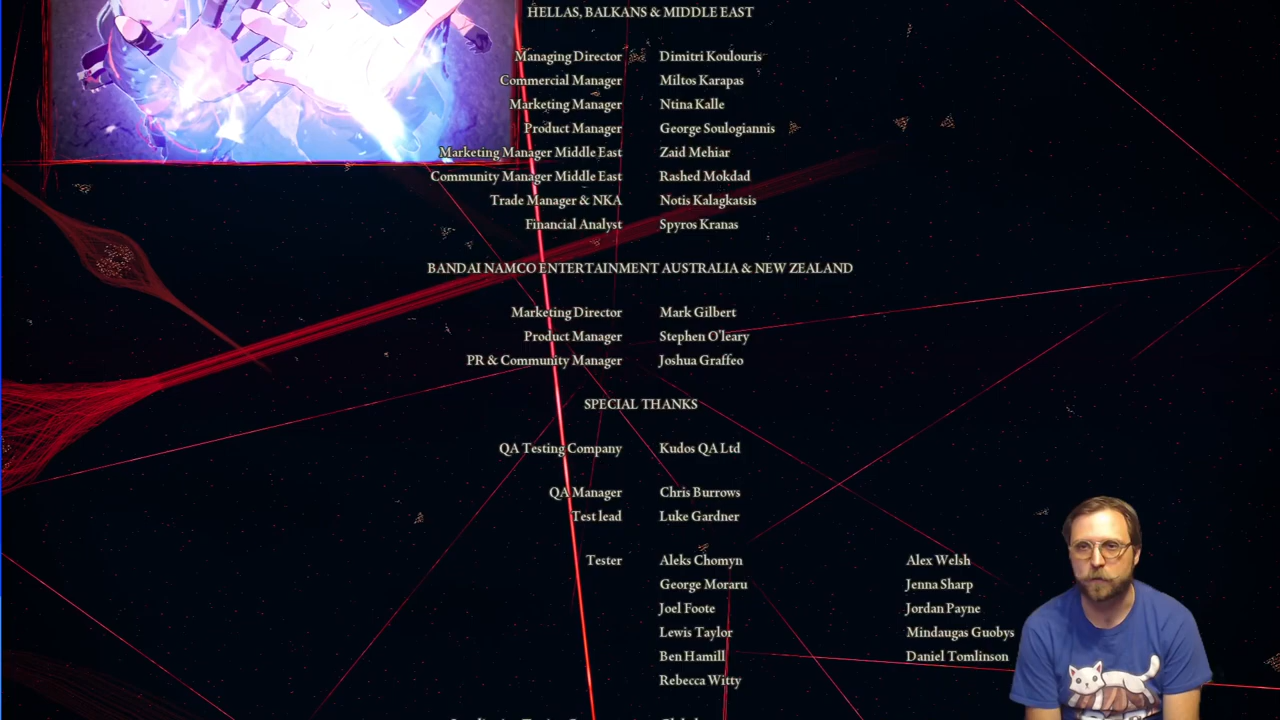 HELLAS, BALKANS & MIDDLE EAST
Managing Director Dimitri Koulouris
Commercial Manager Miltos Karapas
Marketing Manager Ntina Kalle
Product Manager George Soulogiannis
Marketing Manager Middle East Zaid Mehiar
Community Manager Middle East Rashed Mokdad
Trade Manager & NKA Notis Kalagkatsis
Financial Analyst Spyros Kranas
BANDAI NAMCO ENTERTAINMENT AUSTRALIA & NEW ZEALAND
Marketing Director Mark Gilbert
Product Manager Stephen O'leary
PR & Community Manager Joshua Graffeo
SPECIAL THANKS
QA Testing Company Kudos QA Ltd
QA Manager Chris Burrows
Test lead Luke Gardner
Tester Aleks Chomyn Alex Welsh
George Moraru Jenna Sharp
Joel Foote Jordan Payne
Lewis Taylor Mindaugas Guobys
Ben Hamill Daniel Tomlinson
Rebecca Witty